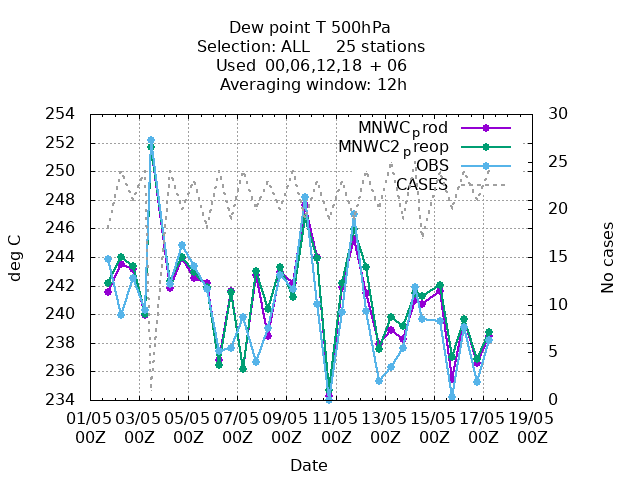 Dew point T 500hPa
Selection: ALL 25 stations
Used 00,06,12,18 + 06
Averaging window: 12h
254
252
250
248
246
244
242
240
238
236
234
deg C
30
25
20
15
10
5
0
No cases
MNWCprod
MNWC2preop
OBS
CASES
01/05 03/05 05/05 07/05 09/05 11/05 13/05 15/05 17/05 19/05
00Z 00Z 00Z 00Z 00Z 00Z 00Z 00Z 00Z 00Z
Date